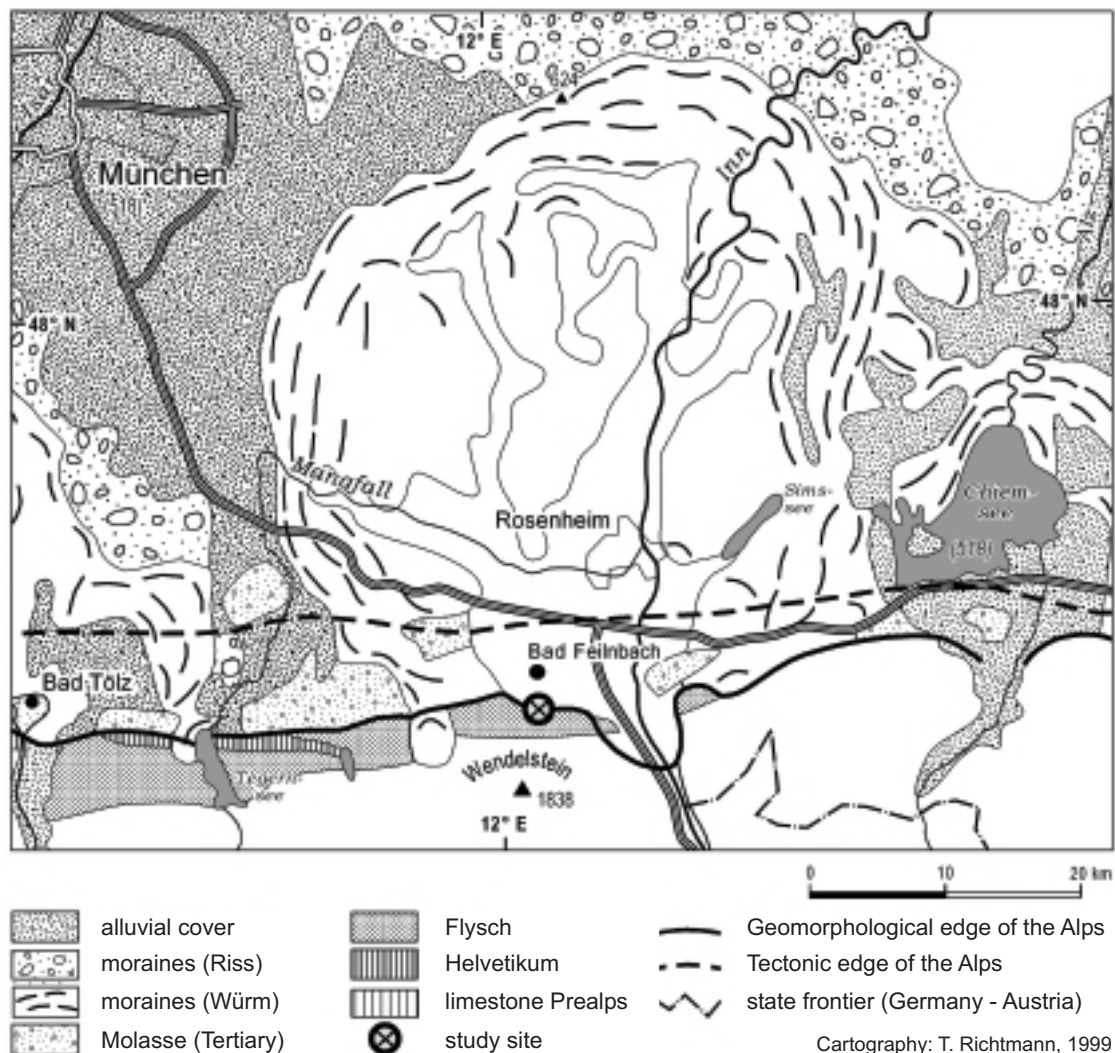 12° E
München
Inn
48° N
48° N
Mangfall
Rosenheim
Sims-
see
Chiem-
see
(518)
Bad Feilnbach
Bad Tölz
Tegern-
see
Wendelstein
1838
12° E
0 10 20 km
alluvial cover
moraines (Riss)
moraines (Würm)
Molasse (Tertiary)
Flysch
Helvetikum
limestone Prealps
study site
Geomorphological edge of the Alps
Tectonic edge of the Alps
state frontier (Germany - Austria)
Cartography: T. Richtmann, 1999